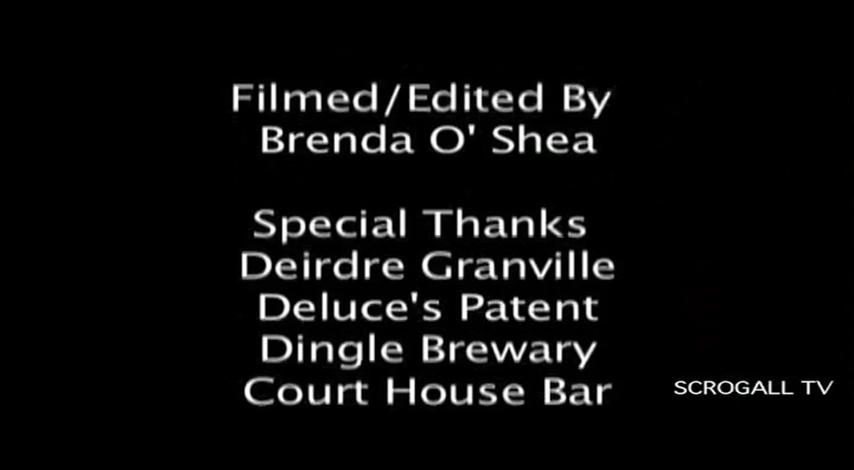 Filmed/Edited By
Brenda O' Shea
Special Thanks
Deirdre Granville
Deluce's Patent
Dingle Brewary
Court House Bar
SCROGALL TV